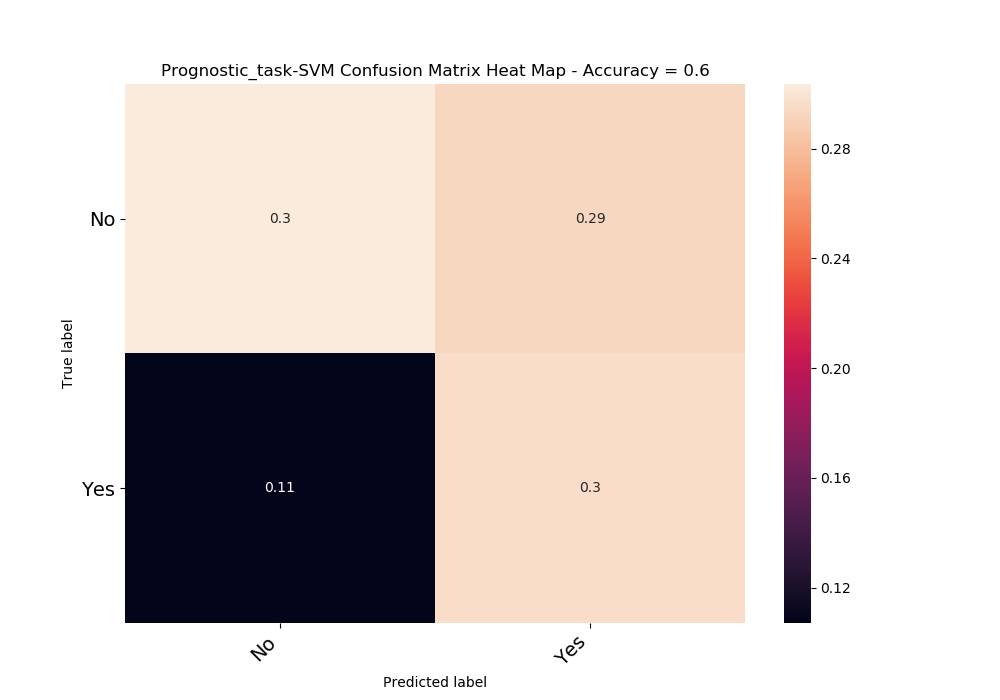 Prognostic_task-SVM Confusion Matrix Heat Map - Accuracy = 0.6
No
0.3
0.29
Yes
0.11
0.3
No
Yes
True label
Predicted label
0.28
0.24
0.20
0.16
0.12